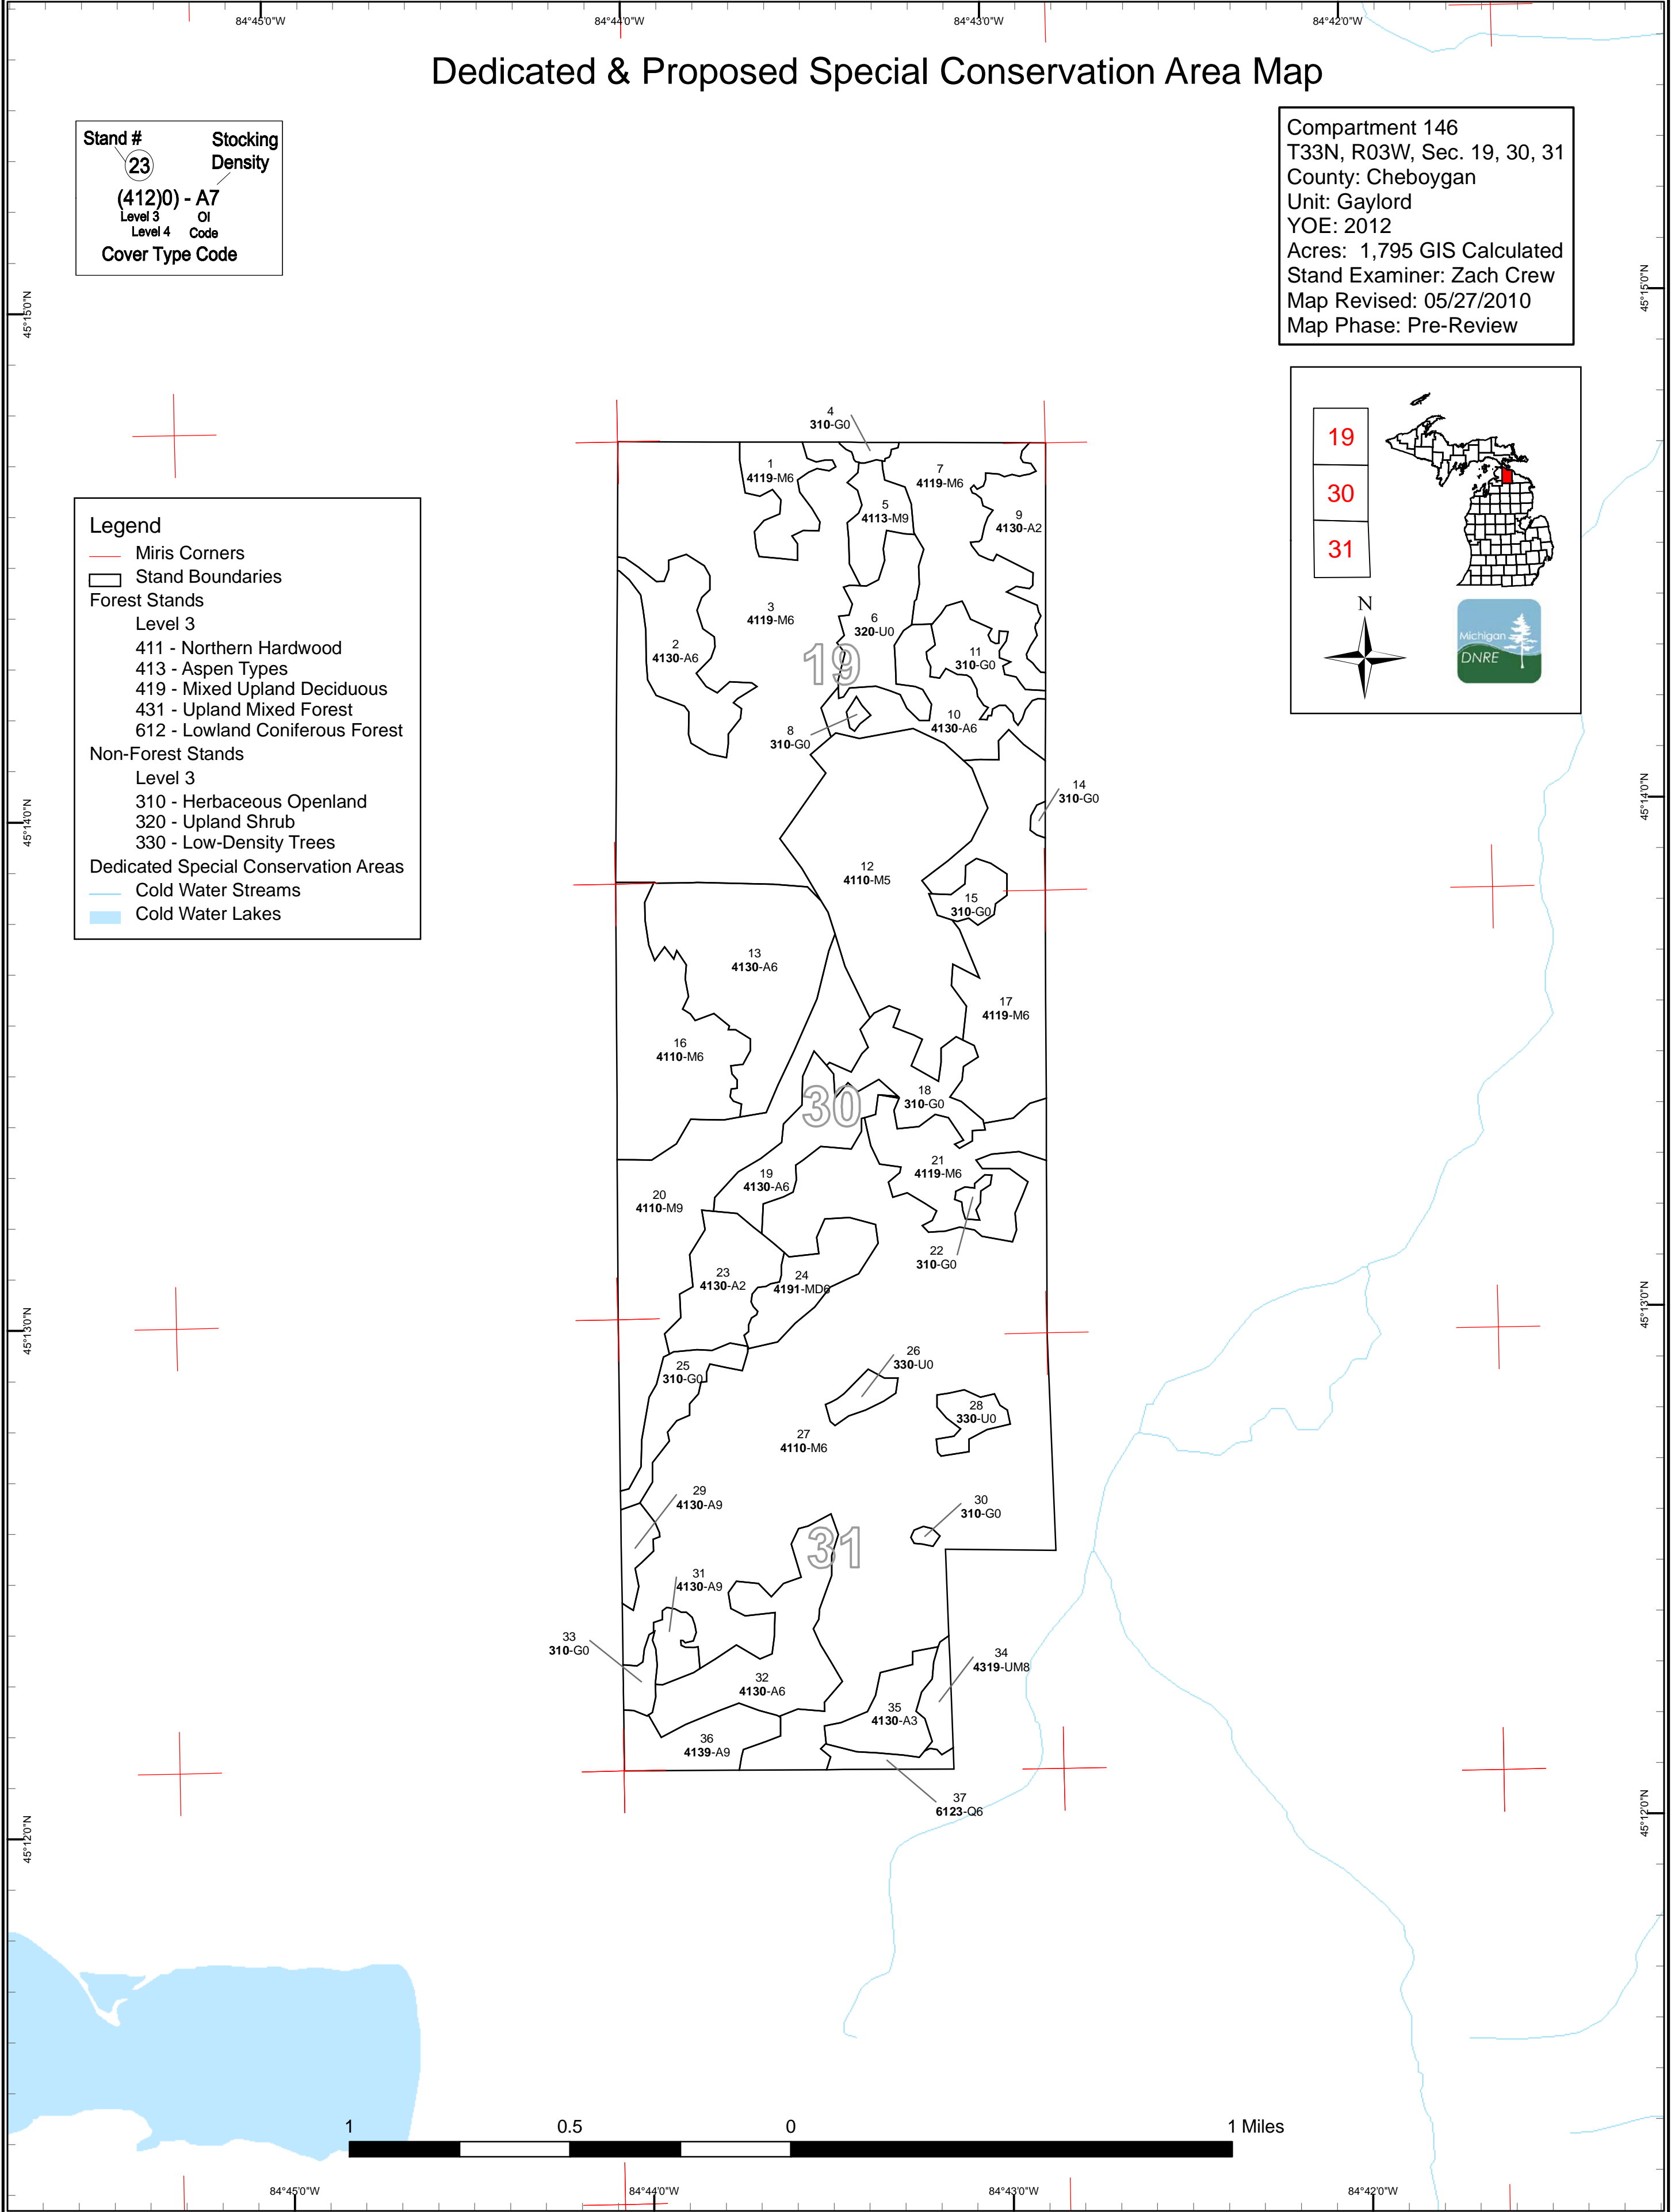 84°45'0"W
84°44'0"W
84°43'0"W
84°42'0"W
Dedicated & Proposed Special Conservation Area Map
Stand #
Stocking
Density
23
(412)0) - A7
Level 3
OI
Level 4
Code
Cover Type Code
Compartment 146
T33N, R03W, Sec. 19, 30, 31
County: Cheboygan
Unit: Gaylord
YOE: 2012
Acres: 1,795 GIS Calculated
Stand Examiner: Zach Crew
Map Revised: 05/27/2010
Map Phase: Pre-Review
45°15'0"N
45°15'0"N
19
30
31
N
Michigan
DNRE
Legend
Miris Corners
Stand Boundaries
Forest Stands
Level 3
411 - Northern Hardwood
413 - Aspen Types
419 - Mixed Upland Deciduous
431 - Upland Mixed Forest
612 - Lowland Coniferous Forest
Non-Forest Stands
Level 3
310 - Herbaceous Openland
320 - Upland Shrub
330 - Low-Density Trees
Dedicated Special Conservation Areas
Cold Water Streams
Cold Water Lakes
4
310-G0
1
4119-M6
7
4119-M6
5
4113-M9
9
4130-A2
3
4119-M6
6
320-U0
2
4130-A6
19
11
310-G0
10
4130-A6
8
310-G0
14
310-G0
45°14'0"N
45°14'0"N
12
4110-M5
15
310-G0
13
4130-A6
17
4119-M6
16
4110-M6
30
18
310-G0
21
4119-M6
19
4130-A6
20
4110-M9
22
310-G0
23
4130-A2
24
4191-MD6
45°13'0"N
45°13'0"N
25
310-G0
26
330-U0
28
330-U0
27
4110-M6
29
4130-A9
30
310-G0
31
31
4130-A9
33
310-G0
34
4319-UM8
32
4130-A6
35
4130-A3
36
4139-A9
37
6123-Q6
45°12'0"N
45°12'0"N
1
0.5
0
1 Miles
84°45'0"W
84°44'0"W
84°43'0"W
84°42'0"W